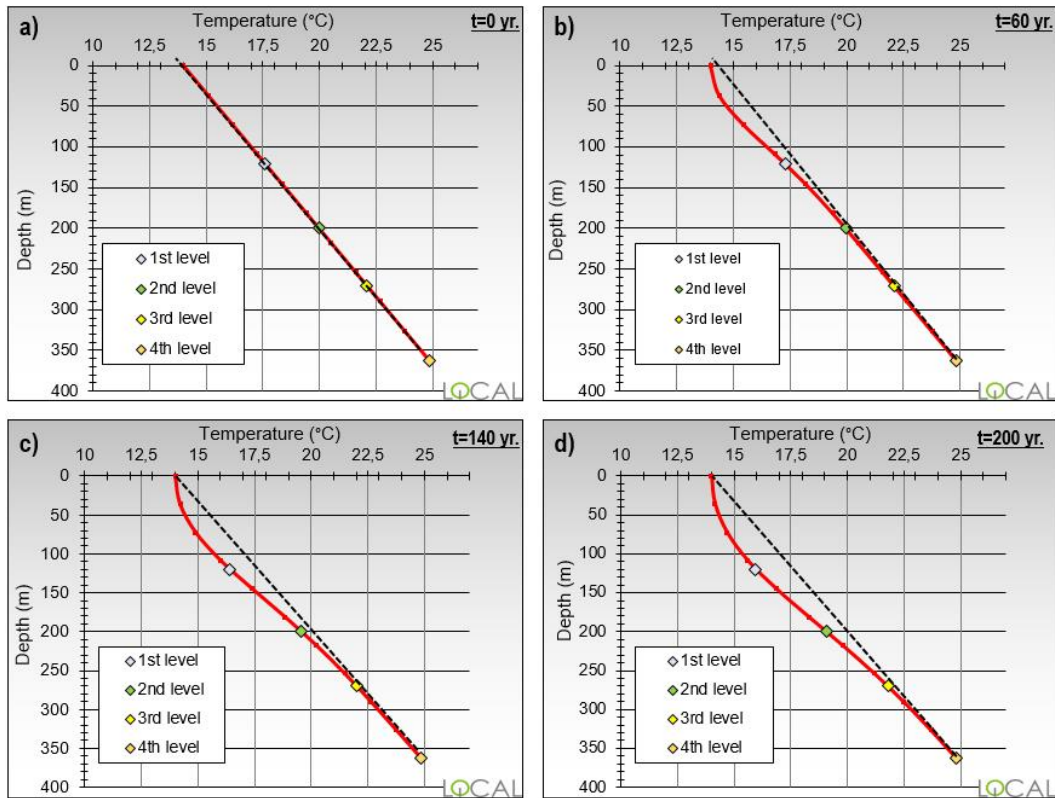 a)
Temperature (°C)
t=0 yr.
10 12,5 15 17,5 20 22,5 25
0
50
100
150
200
250
300
350
400
Depth (m)
1st level
2nd level
3rd level
4th level
LOCAL
b)
Temperature (°C)
t=60 yr.
10 12,5 15 17,5 20 22,5 25
0
50
100
150
200
250
300
350
400
Depth (m)
1st level
2nd level
3rd level
4th level
LOCAL
c)
Temperature (°C)
t=140 yr.
10 12,5 15 17,5 20 22,5 25
0
50
100
150
200
250
300
350
400
Depth (m)
1st level
2nd level
3rd level
4th level
LOCAL
d)
Temperature (°C)
t=200 yr.
10 12,5 15 17,5 20 22,5 25
0
50
100
150
200
250
300
350
400
Depth (m)
1st level
2nd level
3rd level
4th level
LOCAL